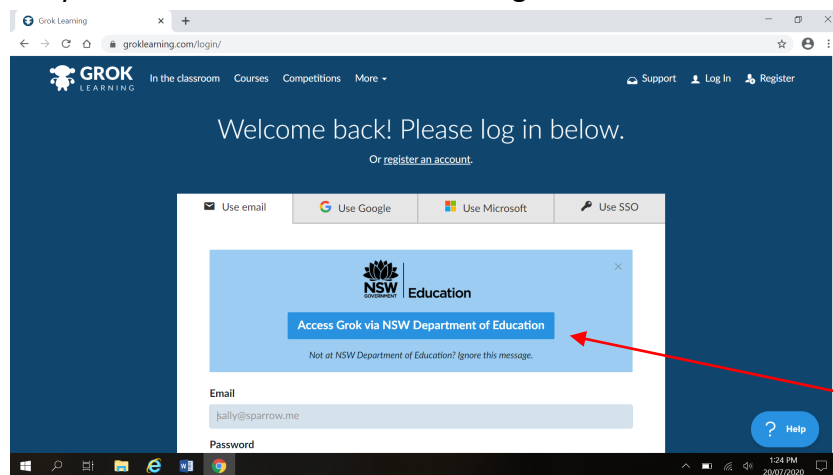 Grok Learning
groklearning.com/login/
GROK
LEARNING
In the classroom Courses Competitions More
Support Log In Register
Welcome back! Please log in below.
Or register an account.
Use email Use Google Use Microsoft Use SSO
NSW
GOVERNMENT
Education
Access Grok via NSW Department of Education
Not at NSW Department of Education? Ignore this message.
Email
sally@sparrow.me
Password
? Help
1:24 PM
20/07/2020